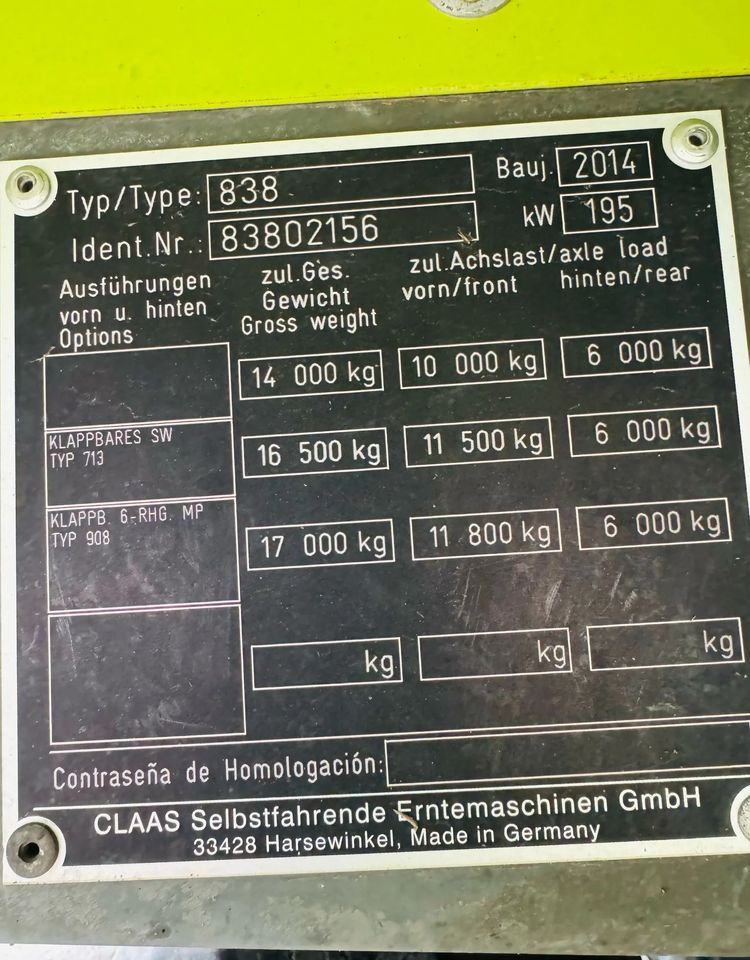 Typ/Type: 838 Bauj. 2014
Ident.Nr.: 83802156 kW 195
Ausführungen
vorn u. hinten
Options
zul.Ges.
Gewicht
Gross weight
zul.Achslast/axle load
vorn/front hinten/rear
14 000 kg 10 000 kg 6 000 kg
KLAPPBARES SW
TYP 713
16 500 kg 11 500 kg 6 000 kg
KLAPPB. 6-RHG. MP
TYP 908
17 000 kg 11 800 kg 6 000 kg
kg kg kg
Contraseña de Homologación:
CLAAS Selbstfahrende Erntemaschinen GmbH
33428 Harsewinkel, Made in Germany